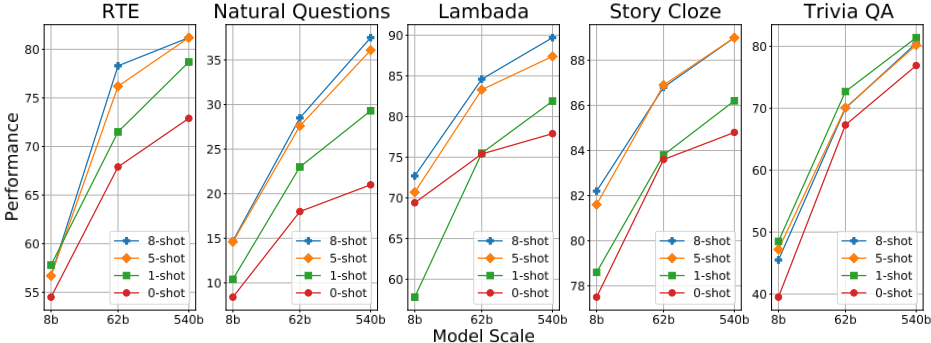 RTE
Natural Questions
Lambada
Story Cloze
Trivia QA
Performance
80
75
70
65
60
55
8b 62b 540b
8-shot
5-shot
1-shot
0-shot
35
30
25
20
15
10
8b 62b 540b
8-shot
5-shot
1-shot
0-shot
90
85
80
75
70
65
60
8b 62b 540b
8-shot
5-shot
1-shot
0-shot
88
86
84
82
80
78
8b 62b 540b
8-shot
5-shot
1-shot
0-shot
80
70
60
50
40
8b 62b 540b
8-shot
5-shot
1-shot
0-shot
Model Scale